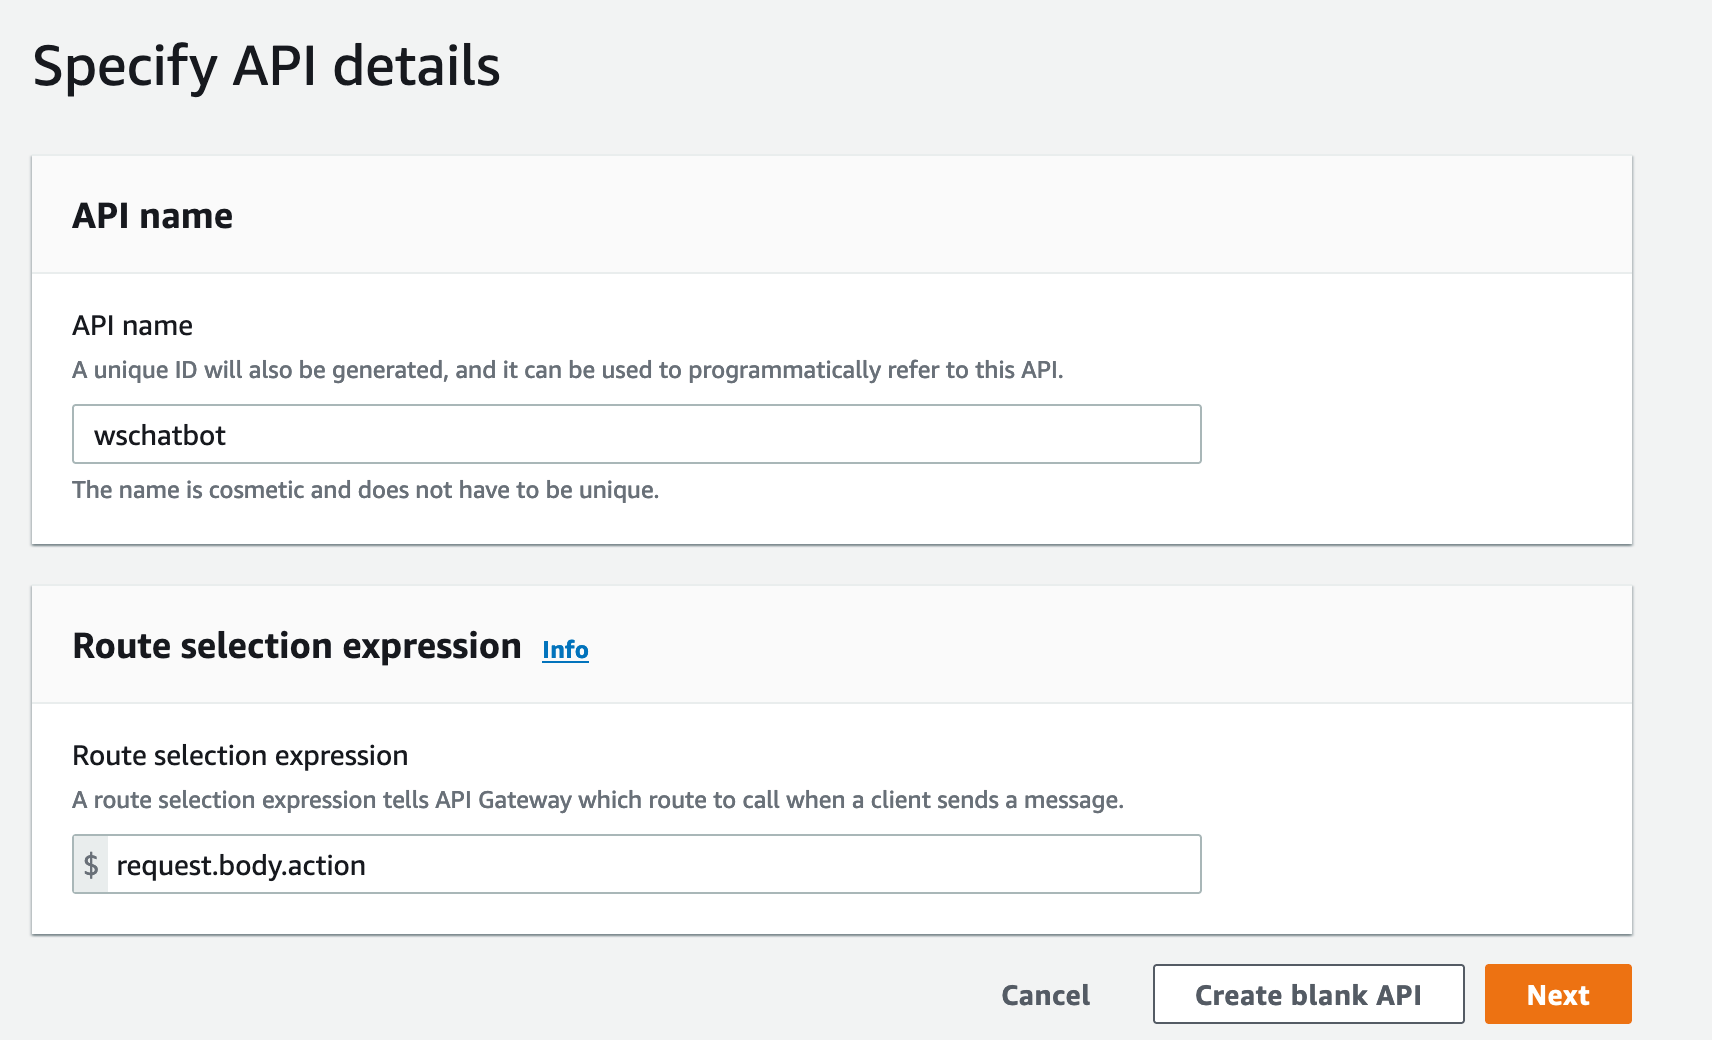 Specify API details
API name
API name
A unique ID will also be generated, and it can be used to programmatically refer to this API.
wschatbot
The name is cosmetic and does not have to be unique.
Route selection expression Info
Route selection expression
A route selection expression tells API Gateway which route to call when a client sends a message.
$ request.body.action
Cancel Create blank API Next